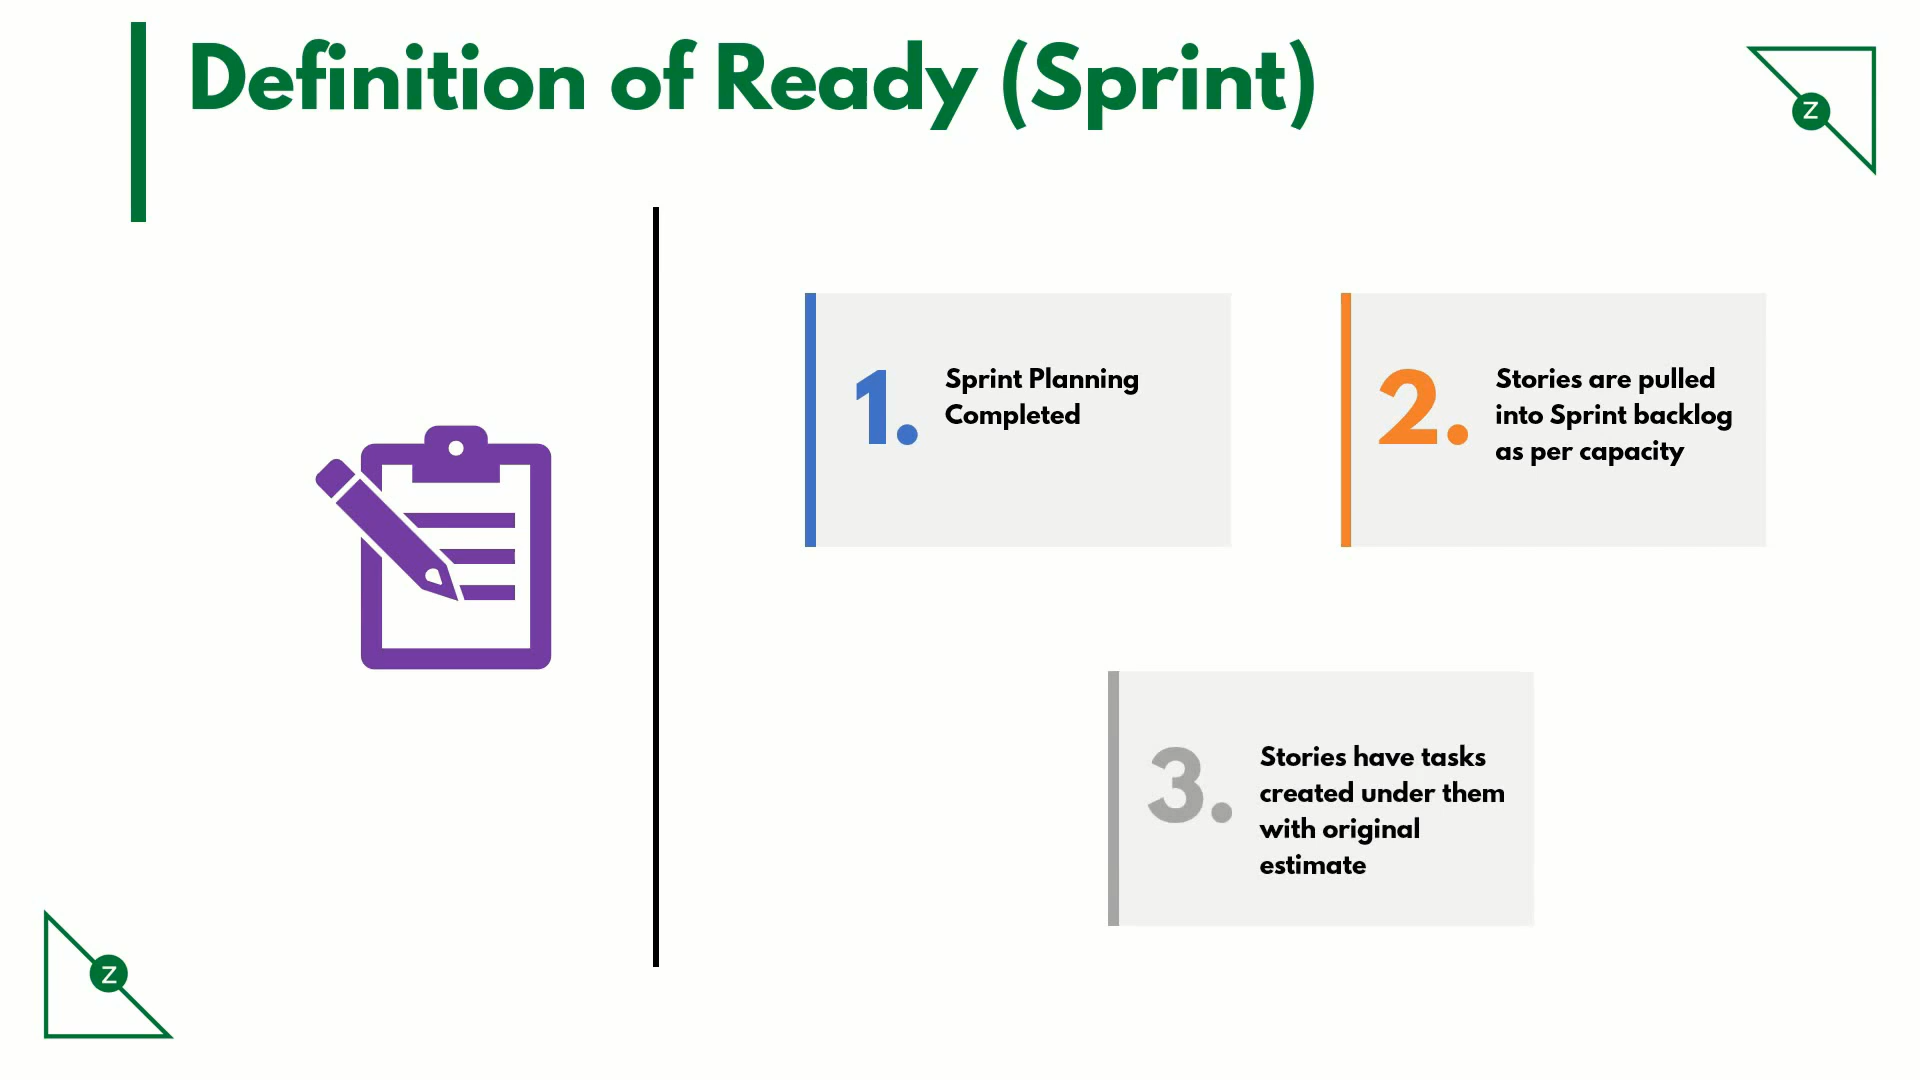 Definition of Ready (Sprint)
Z
1.
Sprint Planning
Completed
2.
Stories are pulled
into Sprint backlog
as per capacity
3.
Stories have tasks
created under them
with original
estimate
Z